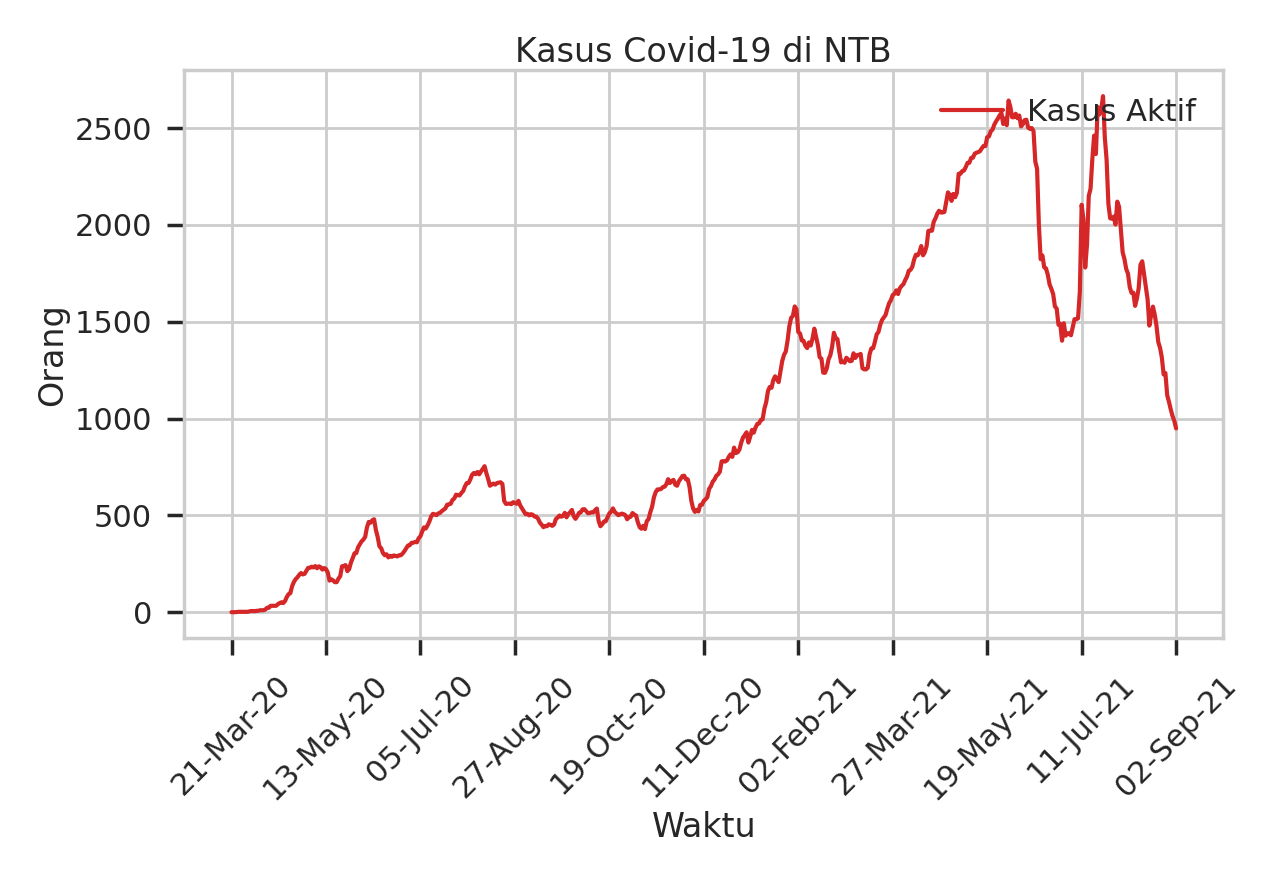 Kasus Covid-19 di NTB
Kasus Aktif
Orang
2500
2000
1500
1000
500
0
21-Mar-20
13-May-20
05-Jul-20
27-Aug-20
19-Oct-20
11-Dec-20
02-Feb-21
27-Mar-21
19-May-21
11-Jul-21
02-Sep-21
Waktu